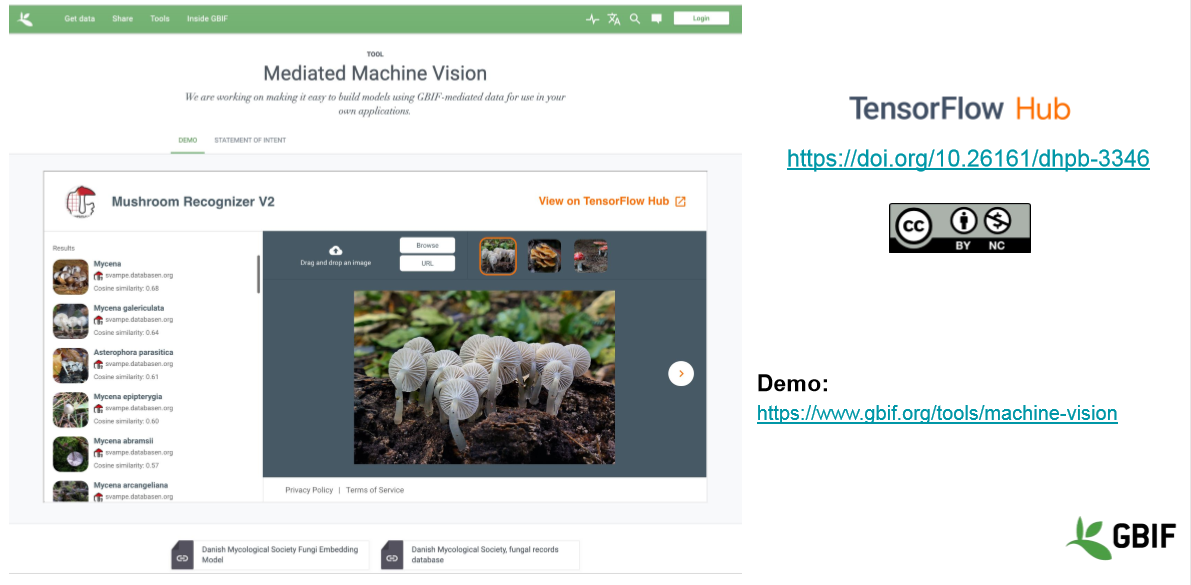 Get data Share Tools Inside GBIF Login
TOOL
Mediated Machine Vision
We are working on making it easy to build models using GBIF-mediated data for use in your
own applications.
DEMO STATEMENT OF INTENT
Mushroom Recognizer V2
View on TensorFlow Hub
Results
Mycena
svampe.databasen.org
Cosine similarity: 0.68
Mycena galericulata
svampe.databasen.org
Cosine similarity: 0.64
Asterophora parasitica
svampe.databasen.org
Cosine similarity: 0.61
Mycena epipterygia
svampe.databasen.org
Cosine similarity: 0.60
Mycena abramsii
svampe.databasen.org
Cosine similarity: 0.57
Mycena arcangeliana
svampe.databasen.org
Drag and drop an image
Browse
URL
Privacy Policy | Terms of Service
Danish Mycological Society Fungi Embedding
Model
Danish Mycological Society, fungal records
database
TensorFlow Hub
https://doi.org/10.26161/dhpb-3346
cc
BY NC
Demo:
https://www.gbif.org/tools/machine-vision
GBIF